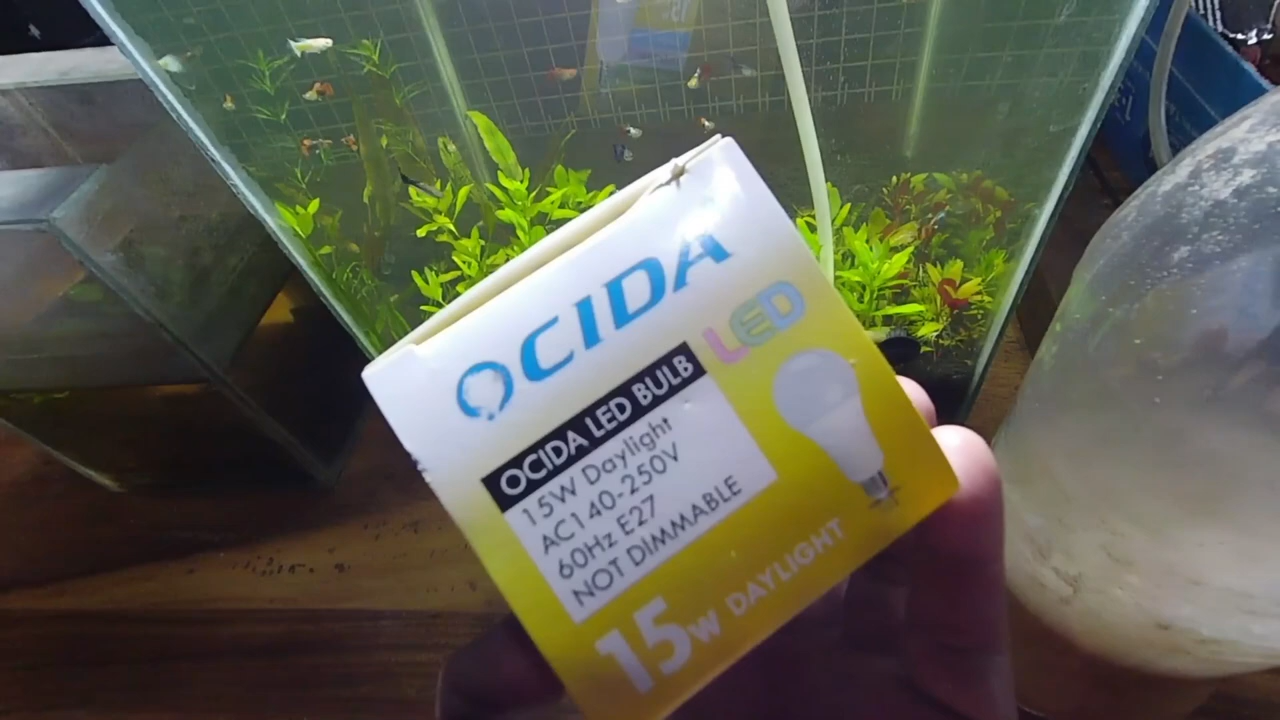 OCIDA
LED
OCIDA LED BULB
15W Daylight
AC140-250V
60Hz E27
NOT DIMMABLE
15W DAYLIGHT